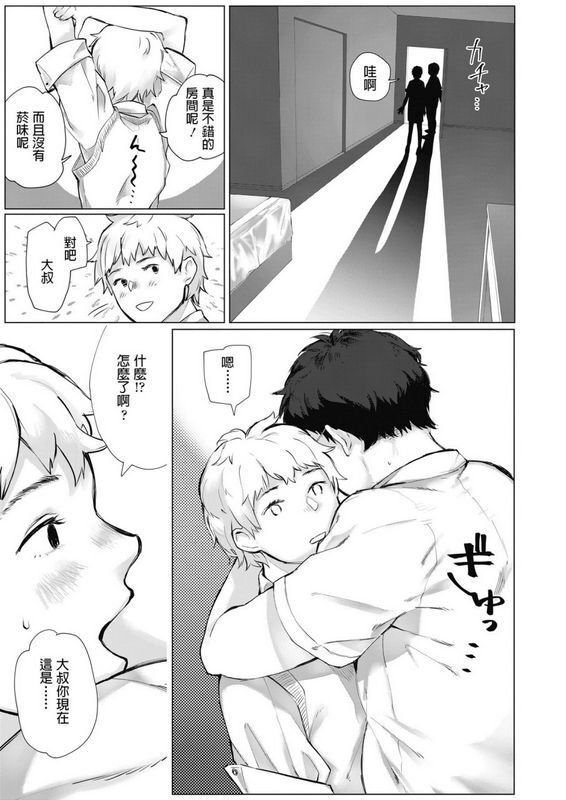 カチャ…
哇啊
真是不錯的
房間呢!
而且沒有
菸味呢
對吧
大叔
嗯……
ギゅっ
什麼!?
怎麼了啊？
大叔你現在
這是……
6